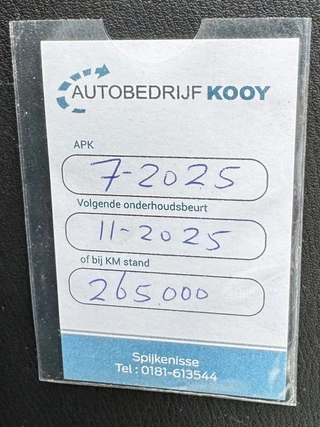 AUTOBEDRIJF KOOY
APK
7-2025
Volgende onderhoudsbeurt
11-2025
of bij KM stand
265.000
Spijkenisse
Tel : 0181-613544